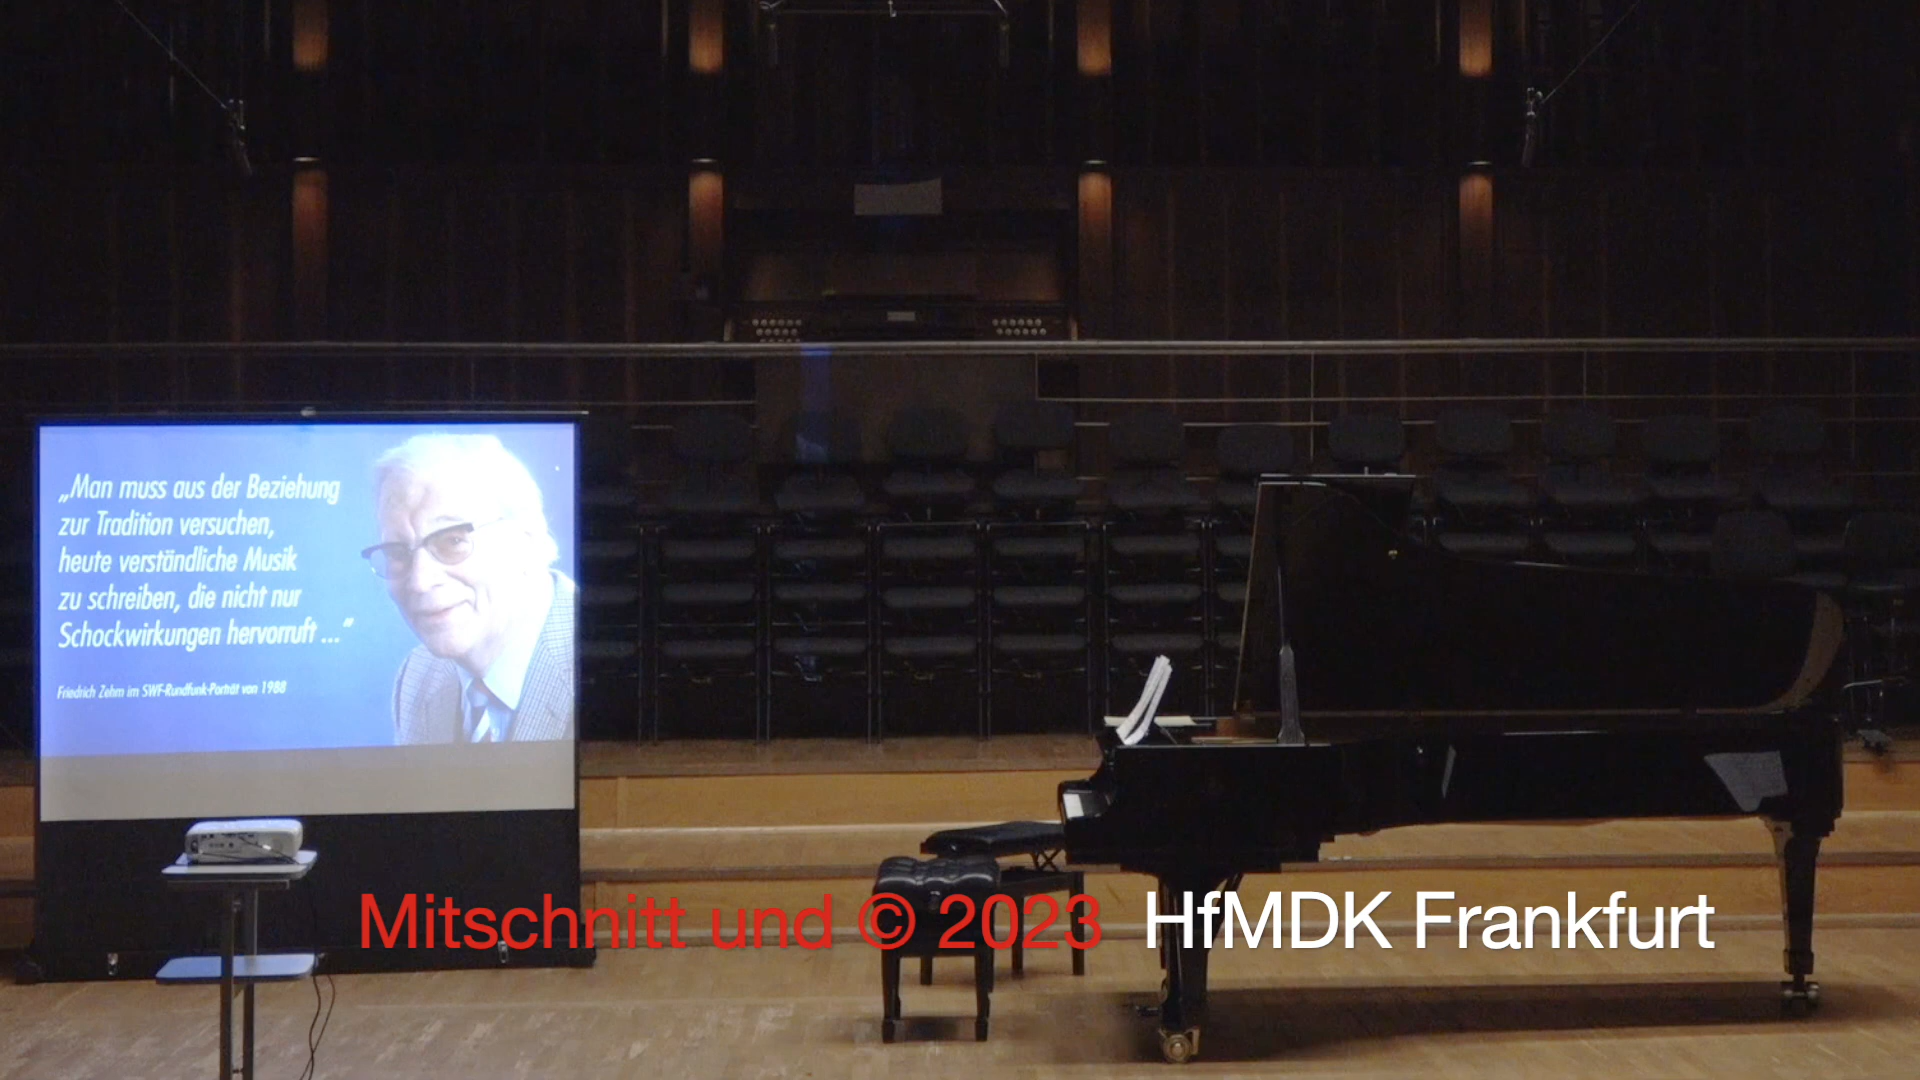 „Man muss aus der Beziehung
zur Tradition versuchen,
heute verständliche Musik
zu schreiben, die nicht nur
Schockwirkungen hervorruft ...“
Friedrich Zehm im SWF-Rundfunk-Porträt von 1988
Mitschnitt und © 2023 HfMDK Frankfurt